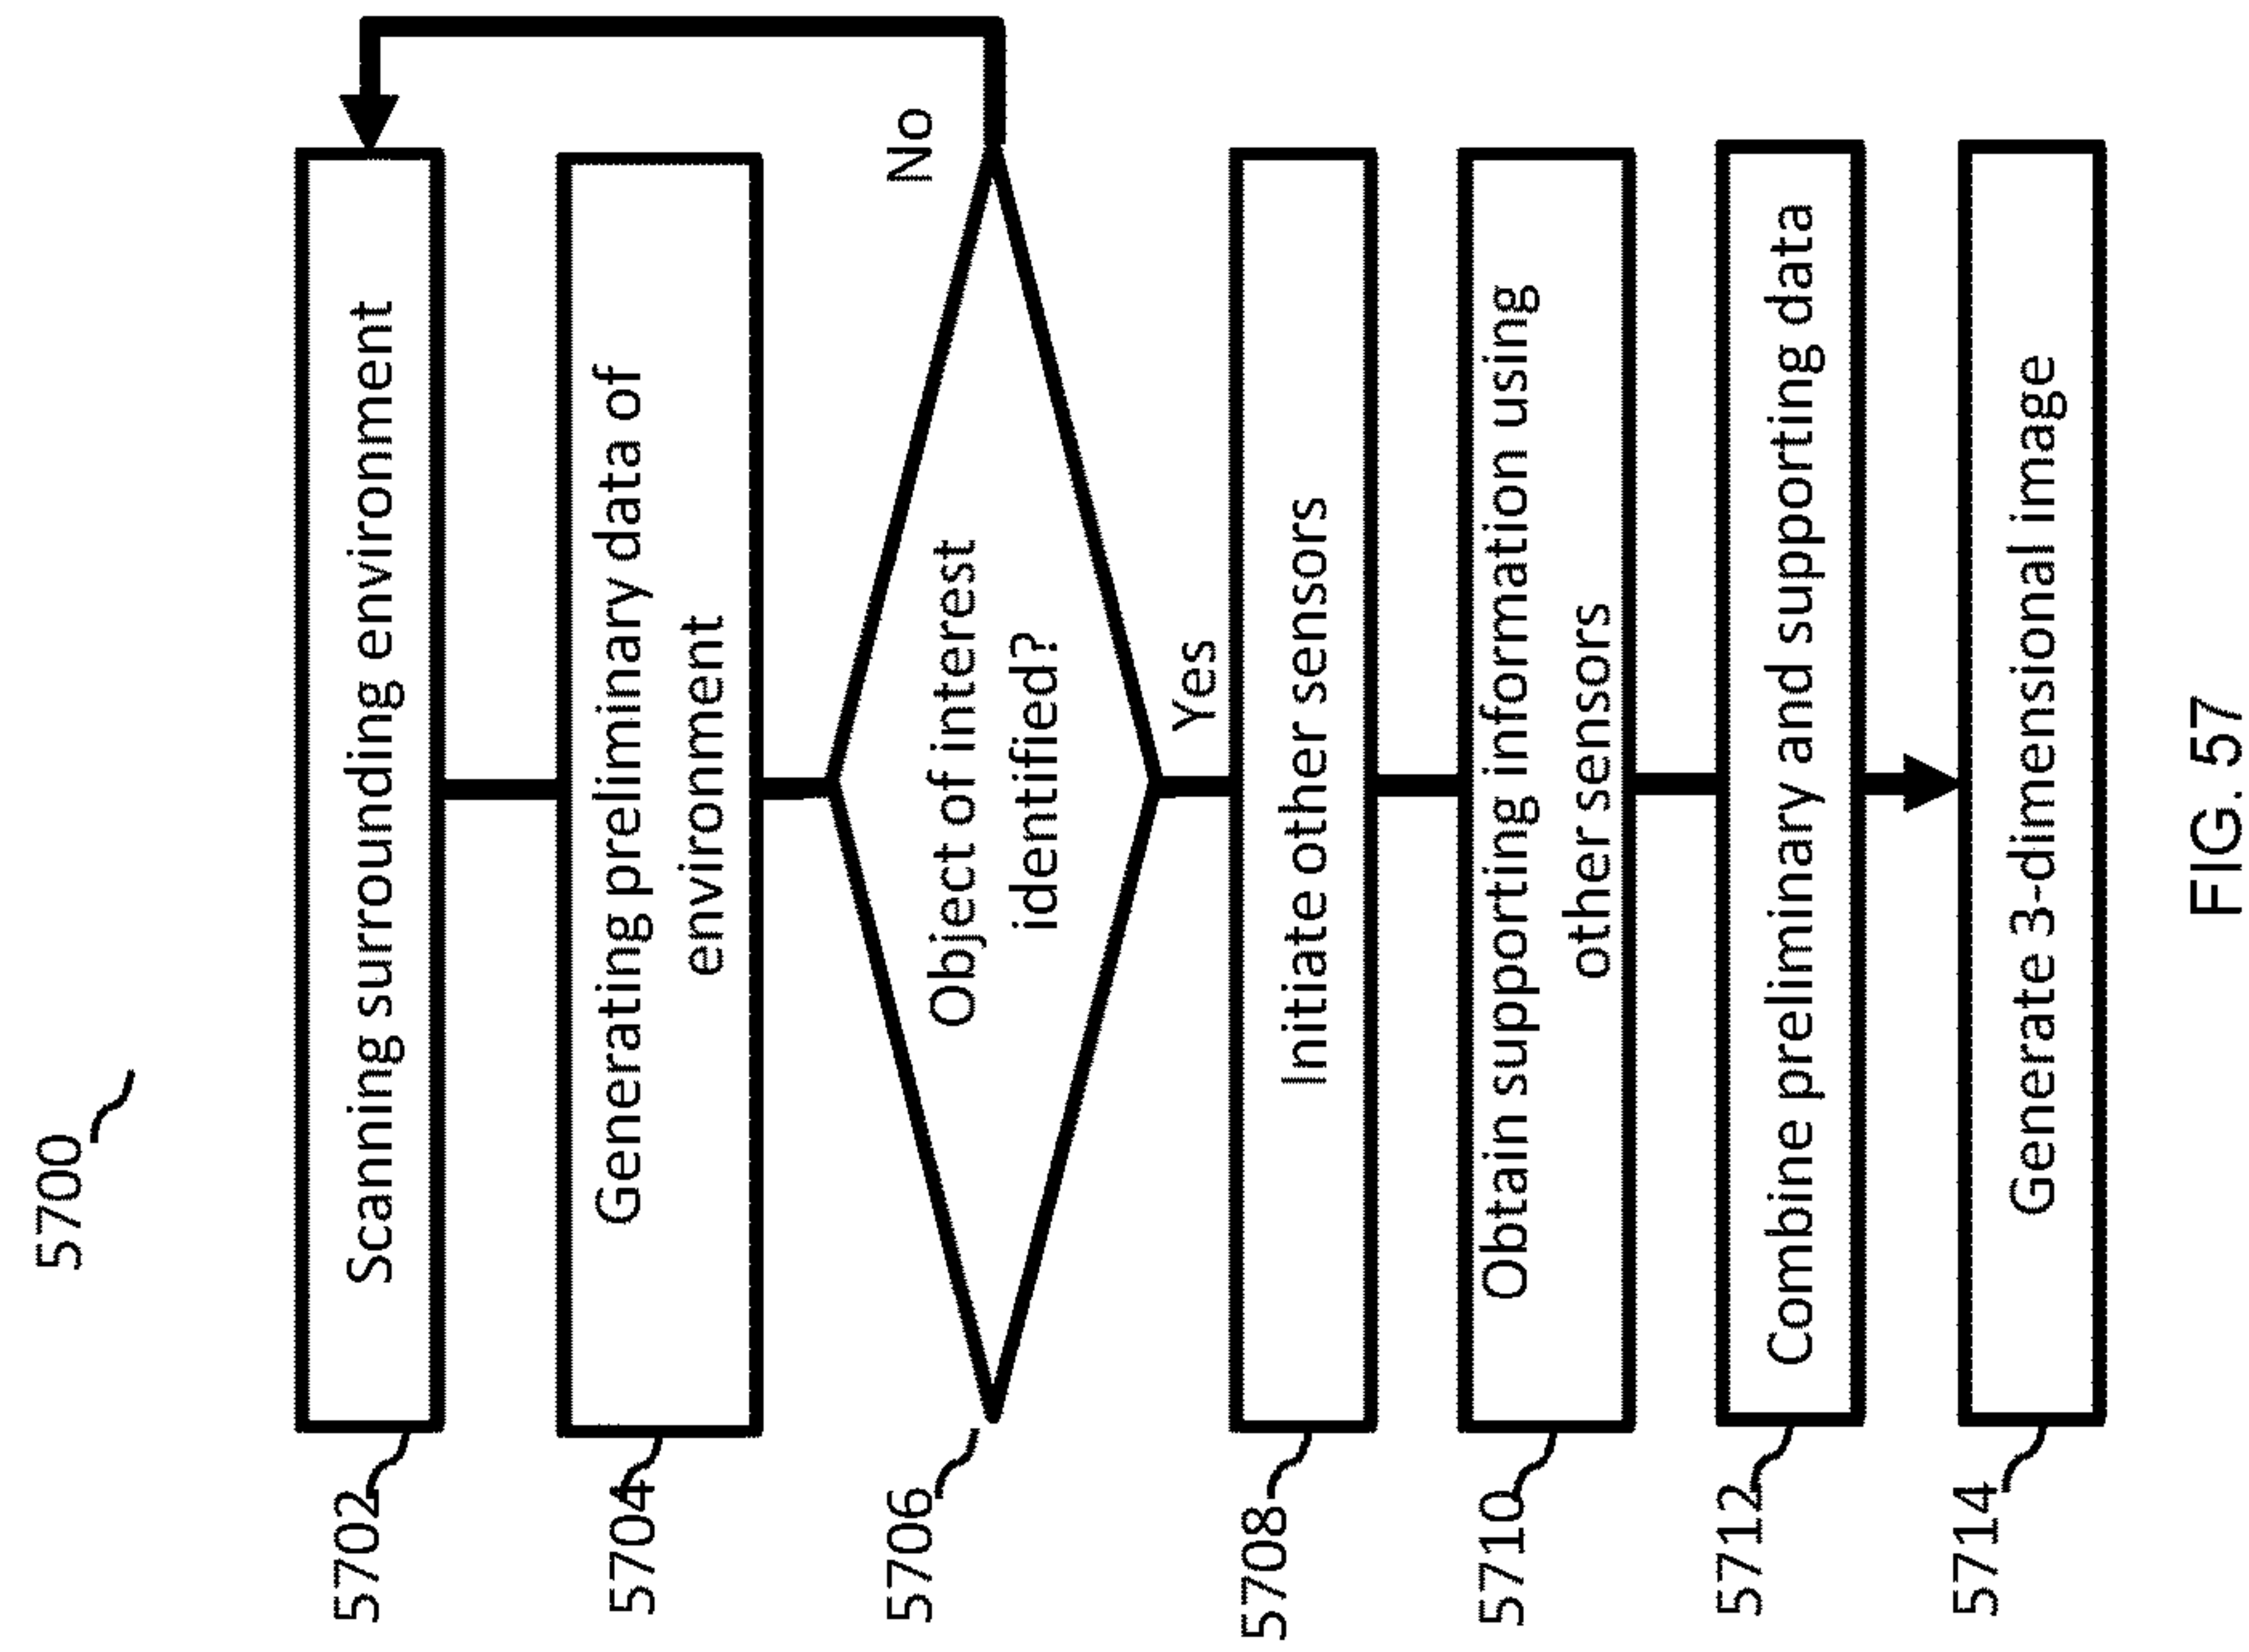 5700
5702
Scanning surrounding environment
5704
Generating preliminary data of
environment
5706
Object of interest
identified?
No
Yes
5708
Initiate other sensors
5710
Obtain supporting information using
other sensors
5712
Combine preliminary and supporting data
5714
Generate 3-dimensional image
FIG. 57